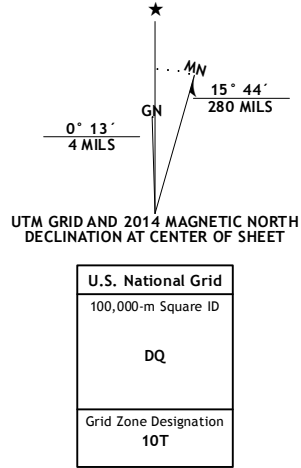 ★
MN
GN
15° 44´
280 MILS
0° 13´
4 MILS
UTM GRID AND 2014 MAGNETIC NORTH
DECLINATION AT CENTER OF SHEET
U.S. National Grid
100,000-m Square ID
DQ
Grid Zone Designation
10T